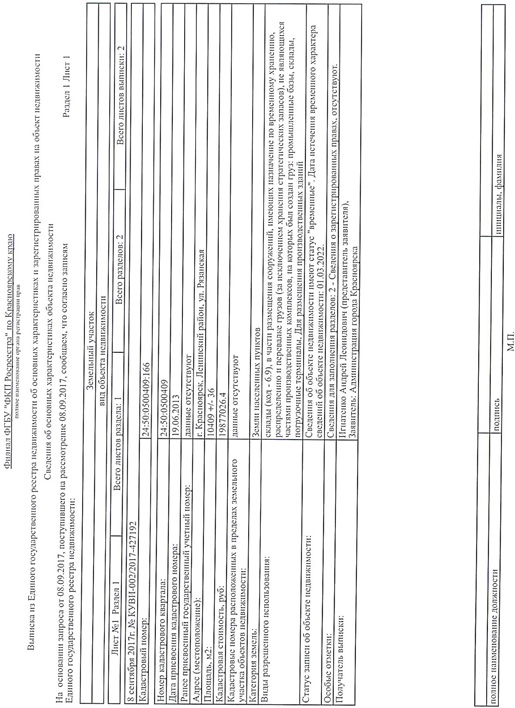 Филиал ФГБУ "ФКП Росреестра" по Красноярскому краю
полное наименование органа регистрации прав
Выписка из Единого государственного реестра недвижимости об основных характеристиках и зарегистрированных правах на объект недвижимости
Сведения об основных характеристиках объекта недвижимости
На основании запроса от 08.09.2017, поступившего на рассмотрение 08.09.2017, сообщаем, что согласно записям
Единого государственного реестра недвижимости:
Раздел 1 Лист 1
Земельный участок
вид объекта недвижимости
Лист №1 Раздел 1 Всего листов раздела: 1 Всего разделов: 2 Всего листов выписки: 2
8 сентября 2017г. № КУВИ-002/2017-427192
Кадастровый номер: 24:50:0500409:166
Номер кадастрового квартала: 24:50:0500409
Дата присвоения кадастрового номера: 19.06.2013
Ранее присвоенный государственный учетный номер: данные отсутствуют
Адрес (местоположение): г. Красноярск, Ленинский район, ул. Рязанская
Площадь, м2: 10409 +/- 36
Кадастровая стоимость, руб: 19877026.4
Кадастровые номера расположенных в пределах земельного данные отсутствуют
участка объектов недвижимости:
Категория земель: Земли населенных пунктов
Виды разрешенного использования: склады (код - 6.9), в части размещения сооружений, имеющих назначение по временному хранению,
распределению и перевалке грузов (за исключением хранения стратегических запасов), не являющихся
частями производственных комплексов, на которых был создан груз: промышленные базы, склады,
погрузочные терминалы, Для размещения производственных зданий
Статус записи об объекте недвижимости: Сведения об объекте недвижимости имеют статус "временные". Дата истечения временного характера
сведений об объекте недвижимости: 01.03.2022.
Особые отметки: Сведения для заполнения разделов: 2 - Сведения о зарегистрированных правах, отсутствуют.
Получатель выписки: Игнатенко Андрей Леонидович (представитель заявителя),
Заявитель: Администрация города Красноярска
полное наименование должности подпись инициалы, фамилия
М.П.